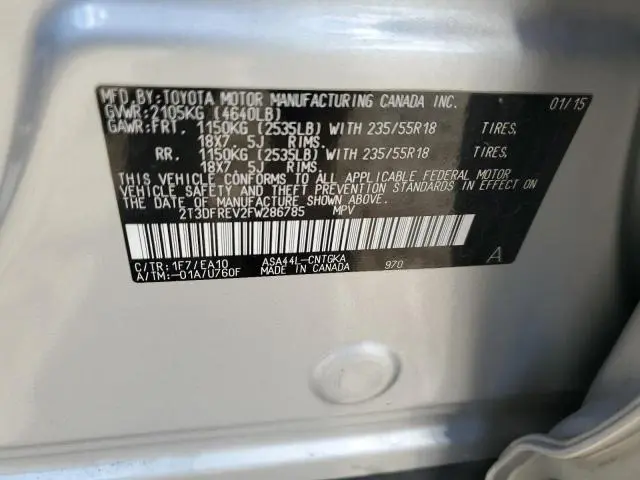 MFD.BY:TOYOTA MOTOR MANUFACTURING CANADA INC. 01/15
GVWR:2105KG (4640LB)
GAWR:FRT. 1150KG (2535LB) WITH 235/55R18 TIRES,
18X7 .5J RIMS.
RR. 1150KG (2535LB) WITH 235/55R18 TIRES,
18X7 .5J RIMS.
THIS VEHICLE CONFORMS TO ALL APPLICABLE FEDERAL MOTOR
VEHICLE SAFETY AND THEFT PREVENTION STANDARDS IN EFFECT ON
THE DATE OF MANUFACTURE SHOWN ABOVE.
2T3DFREV2FW286785 MPV
C/TR:1F7/EA10 ASA44L-CNTGKA
A/TM:-01A/U760F MADE IN CANADA 970 A